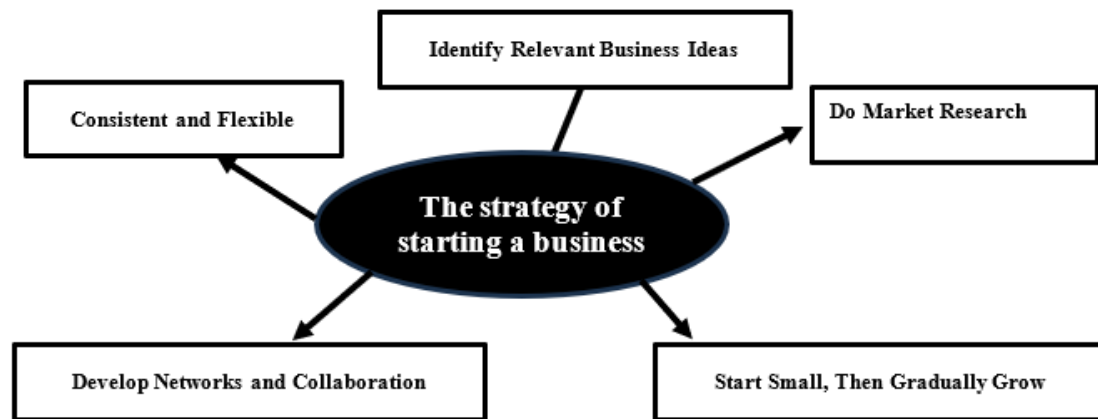 Identify Relevant Business Ideas
Consistent and Flexible
Do Market Research
The strategy of
starting a business
Develop Networks and Collaboration
Start Small, Then Gradually Grow